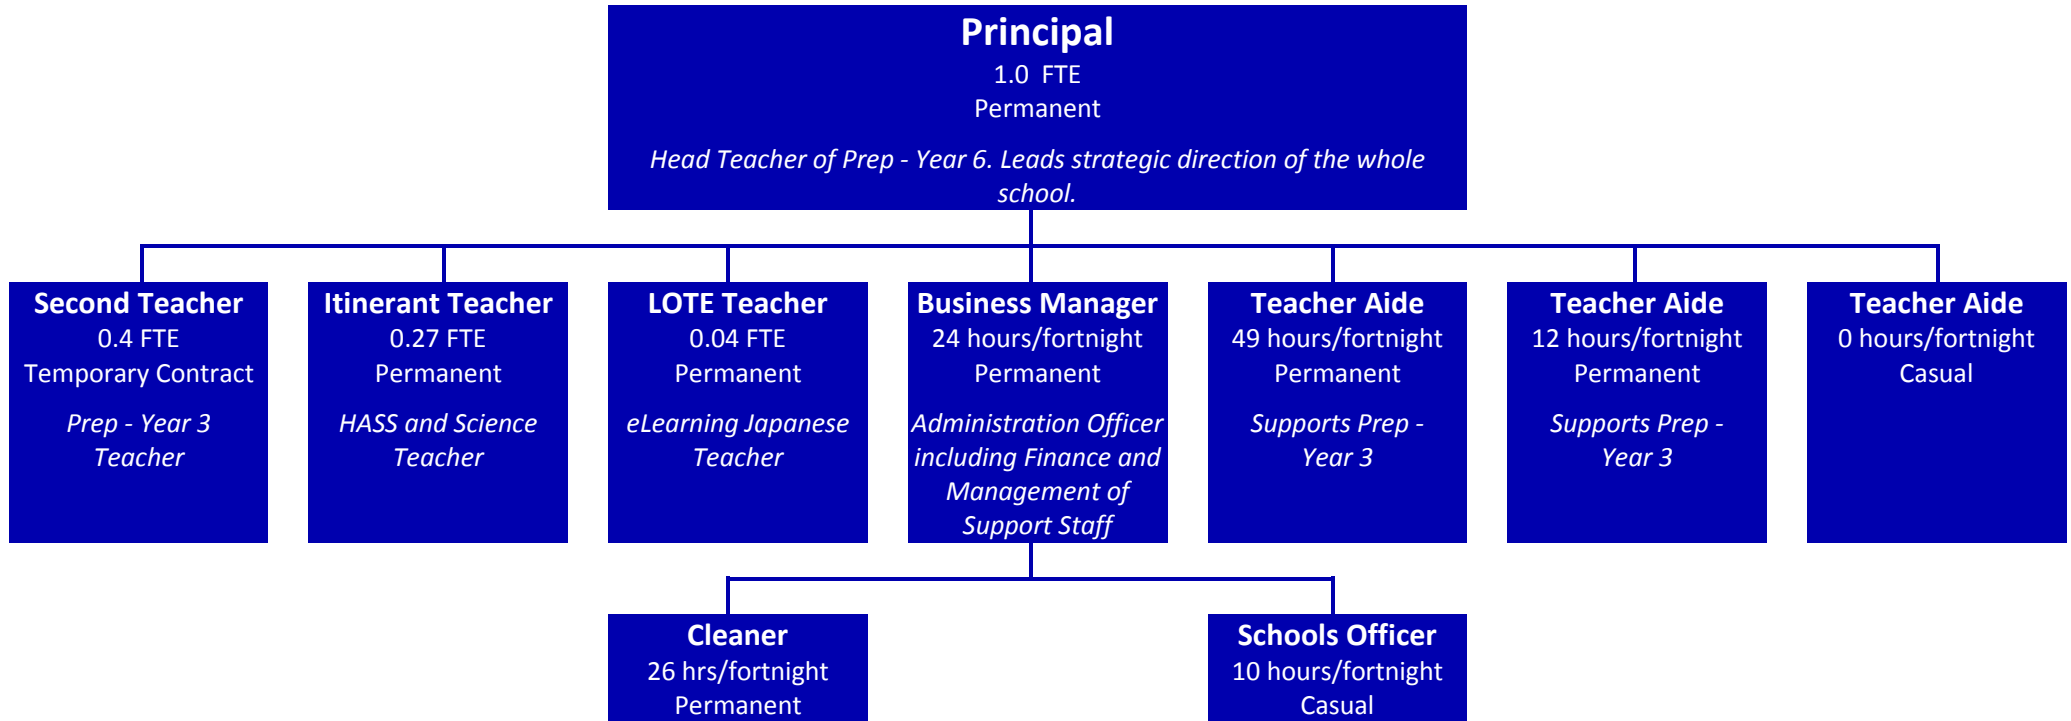 Principal
1.0 FTE
Permanent
Head Teacher of Prep - Year 6. Leads strategic direction of the whole
school.
Second Teacher
0.4 FTE
Temporary Contract
Prep - Year 3
Teacher
Itinerant Teacher
0.27 FTE
Permanent
HASS and Science
Teacher
LOTE Teacher
0.04 FTE
Permanent
eLearning Japanese
Teacher
Business Manager
24 hours/fortnight
Permanent
Administration Officer
including Finance and
Management of
Support Staff
Teacher Aide
49 hours/fortnight
Permanent
Supports Prep -
Year 3
Teacher Aide
12 hours/fortnight
Permanent
Supports Prep -
Year 3
Teacher Aide
0 hours/fortnight
Casual
Cleaner
26 hrs/fortnight
Permanent
Schools Officer
10 hours/fortnight
Casual